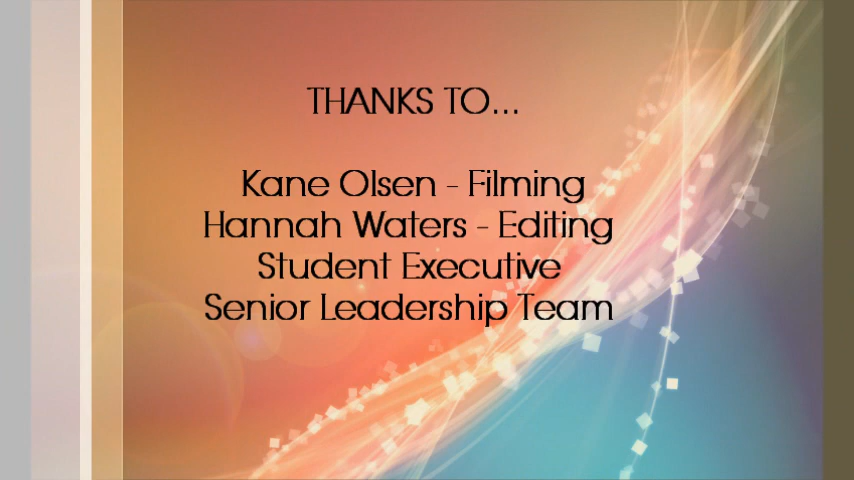 THANKS TO...
Kane Olsen - Filming
Hannah Waters - Editing
Student Executive
Senior Leadership Team